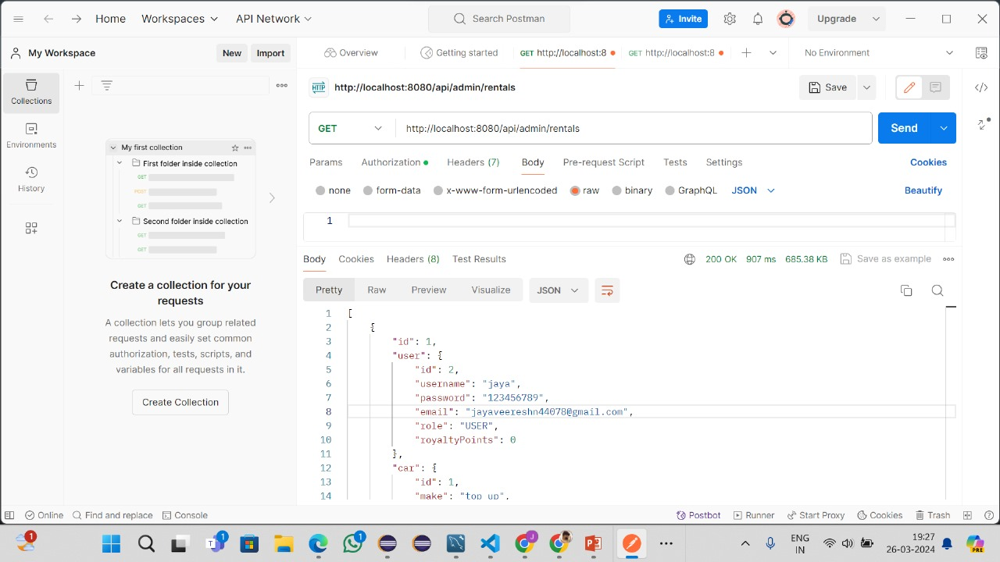 Home Workspaces API Network Search Postman Invite Upgrade
My Workspace New Import Overview Getting started GET http://localhost:8 GET http://localhost:8 No Environment
Collections
Environments
History
My first collection
First folder inside collection
GET
POST
GET
Second folder inside collection
GET
GET
Create a collection for your
requests
A collection lets you group related
requests and easily set common
authorization, tests, scripts, and
variables for all requests in it.
Create Collection
HTTP http://localhost:8080/api/admin/rentals Save
GET http://localhost:8080/api/admin/rentals Send
Params Authorization Headers (7) Body Pre-request Script Tests Settings Cookies
none form-data x-www-form-urlencoded raw binary GraphQL JSON Beautify
1
Body Cookies Headers (8) Test Results 200 OK 907 ms 685.38 KB Save as example
Pretty Raw Preview Visualize JSON
1 [
2 {
3 "id": 1,
4 "user": {
5 "id": 2,
6 "username": "jaya",
7 "password": "123456789",
8 "email": "jayaveereshn44078@gmail.com",
9 "role": "USER",
10 "royaltyPoints": 0
11 },
12 "car": {
13 "id": 1,
14 "make": "top up",
Online Find and replace Console Postbot Runner Start Proxy Cookies Trash
1 1 1 J ENG
IN 19:27
26-03-2024 PRE